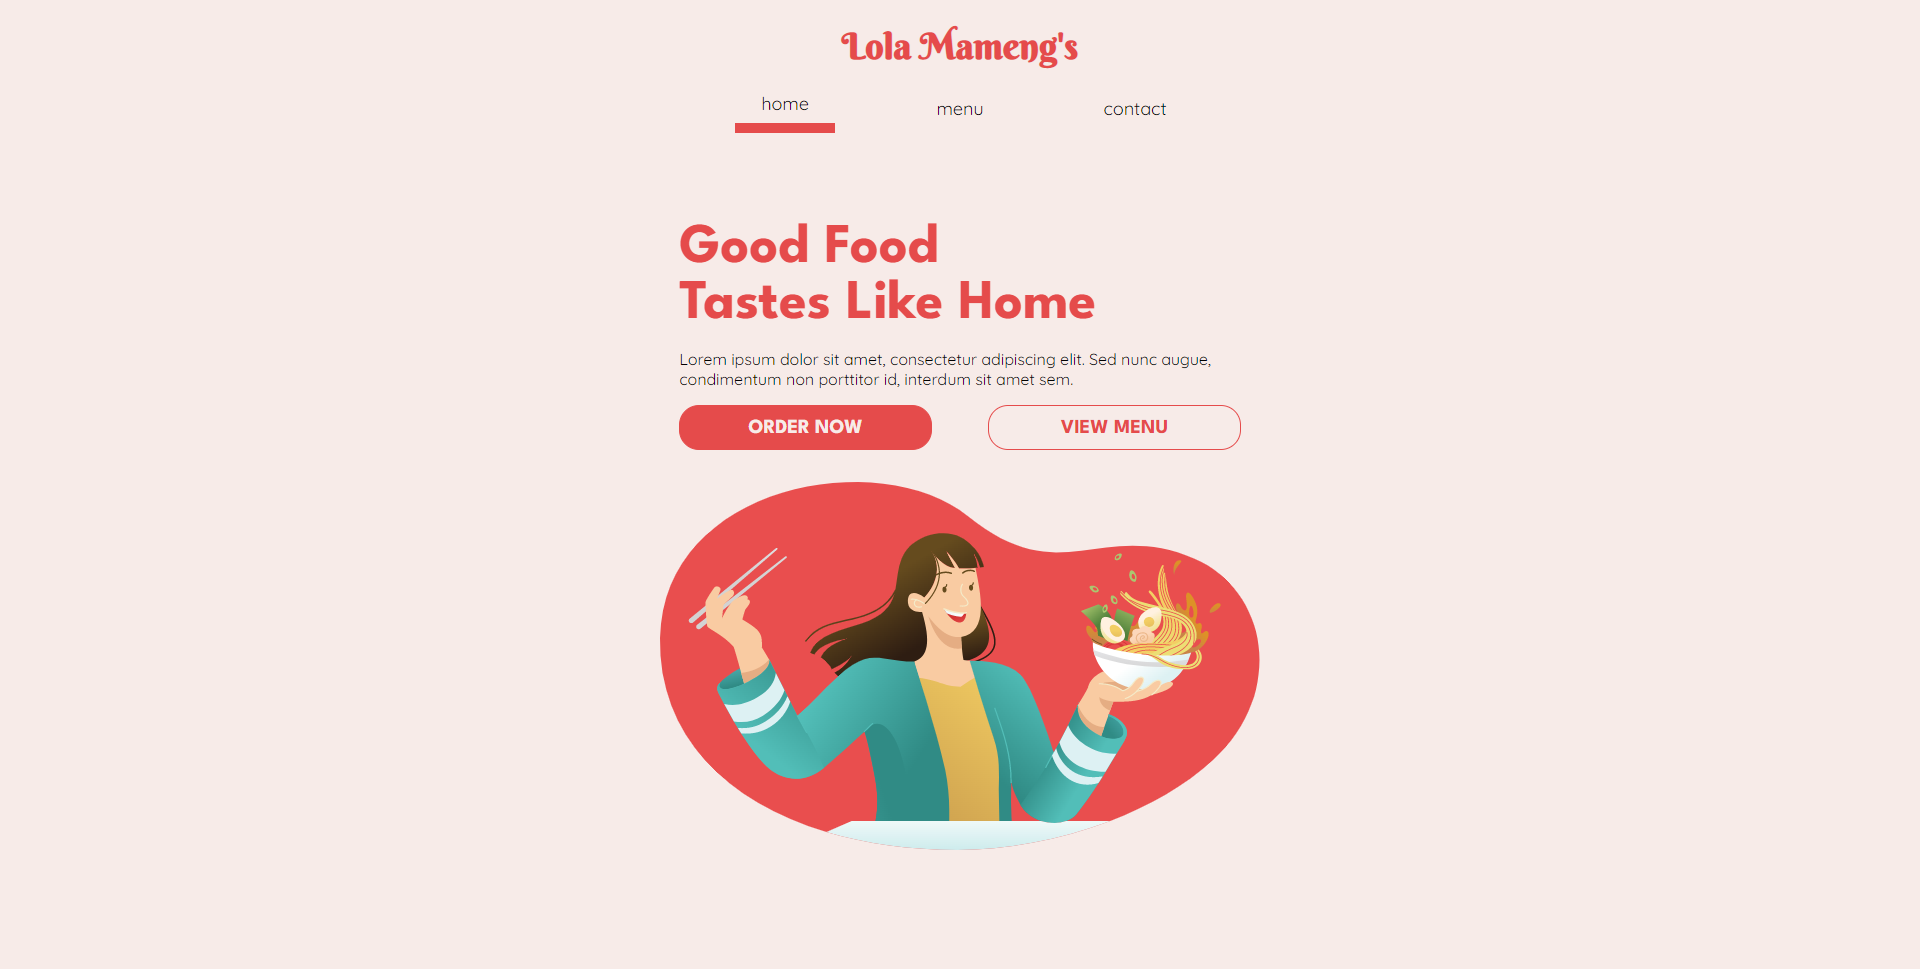 Lola Mameng's
home menu contact
Good Food
Tastes Like Home
Lorem ipsum dolor sit amet, consectetur adipiscing elit. Sed nunc augue,
condimentum non porttitor id, interdum sit amet sem.
ORDER NOW VIEW MENU